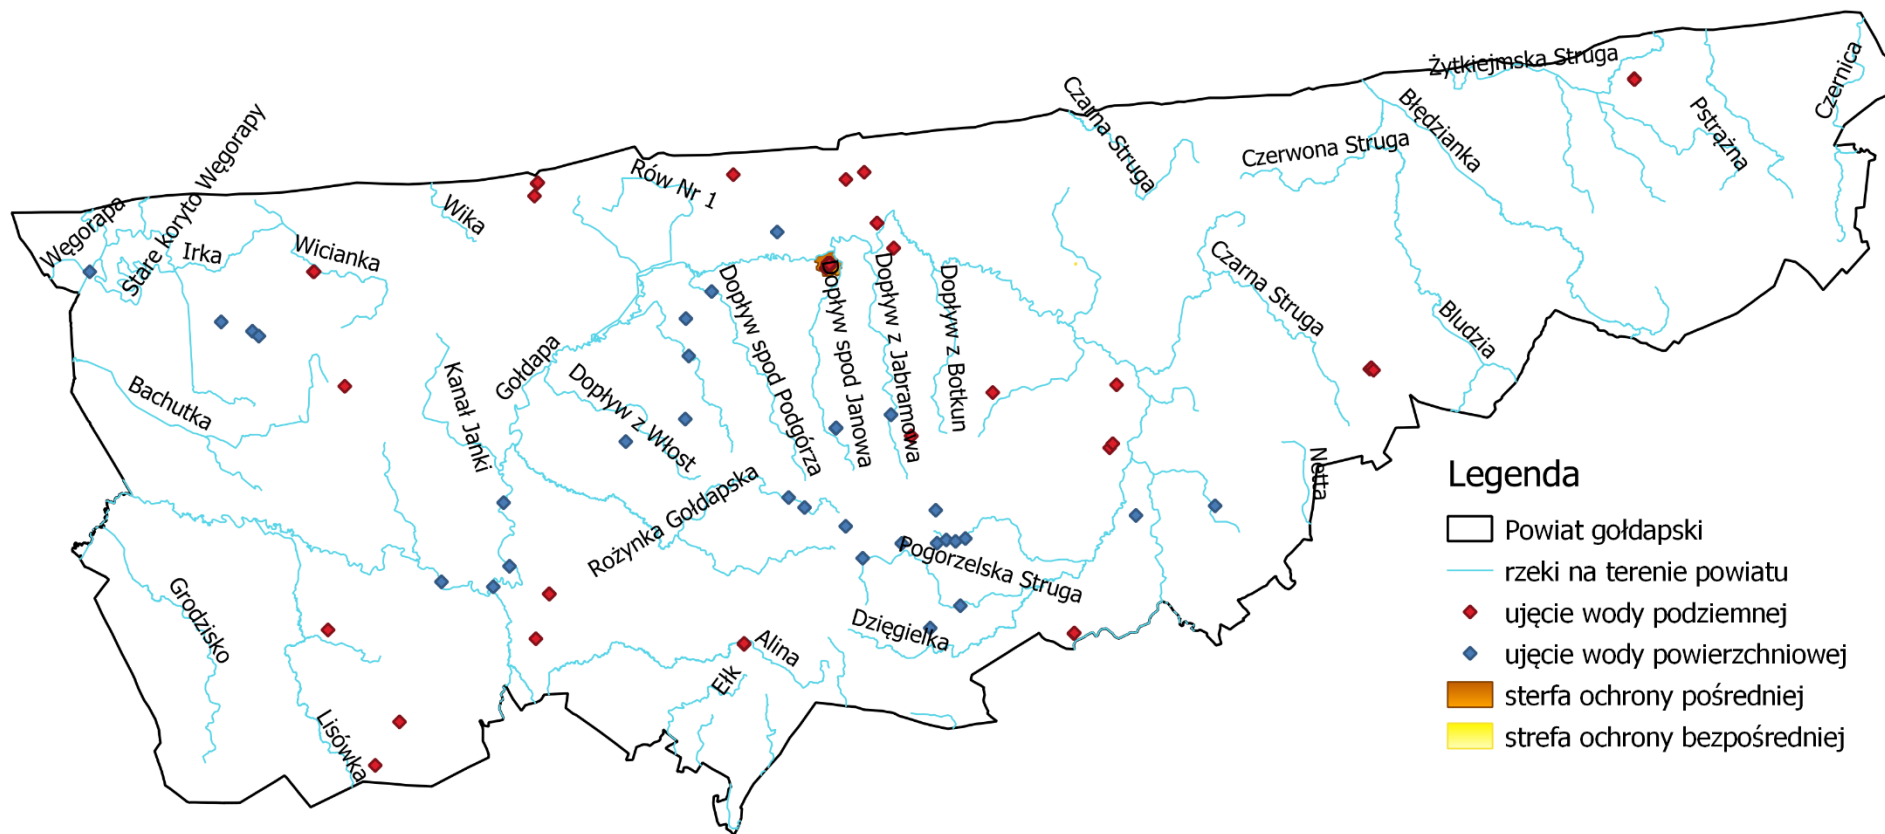 Żytkiejmska Struga
Czernica
Błędzianka
Pstrążna
Czarna Struga
Czerwona Struga
Stare koryto Węgorapy
Węgorapa
Rów Nr 1
Wika
Irka
Wicianka
Dopływ spod Podgórza
Dopływ spod Janowa
Dopływ z Jabramowa
Dopływ z Botkun
Czarna Struga
Bludzia
Gołdapa
Kanał Janki
Dopływ z Włost
Bachutka
Rożynka Gołdapska
Notta
Pogorzelska Struga
Dzięgielka
Grodzisko
Alina
Ełk
Lisówka
Legenda
Powiat gołdapski
rzeki na terenie powiatu
ujęcie wody podziemnej
ujęcie wody powierzchniowej
sterfa ochrony pośredniej
strefa ochrony bezpośredniej